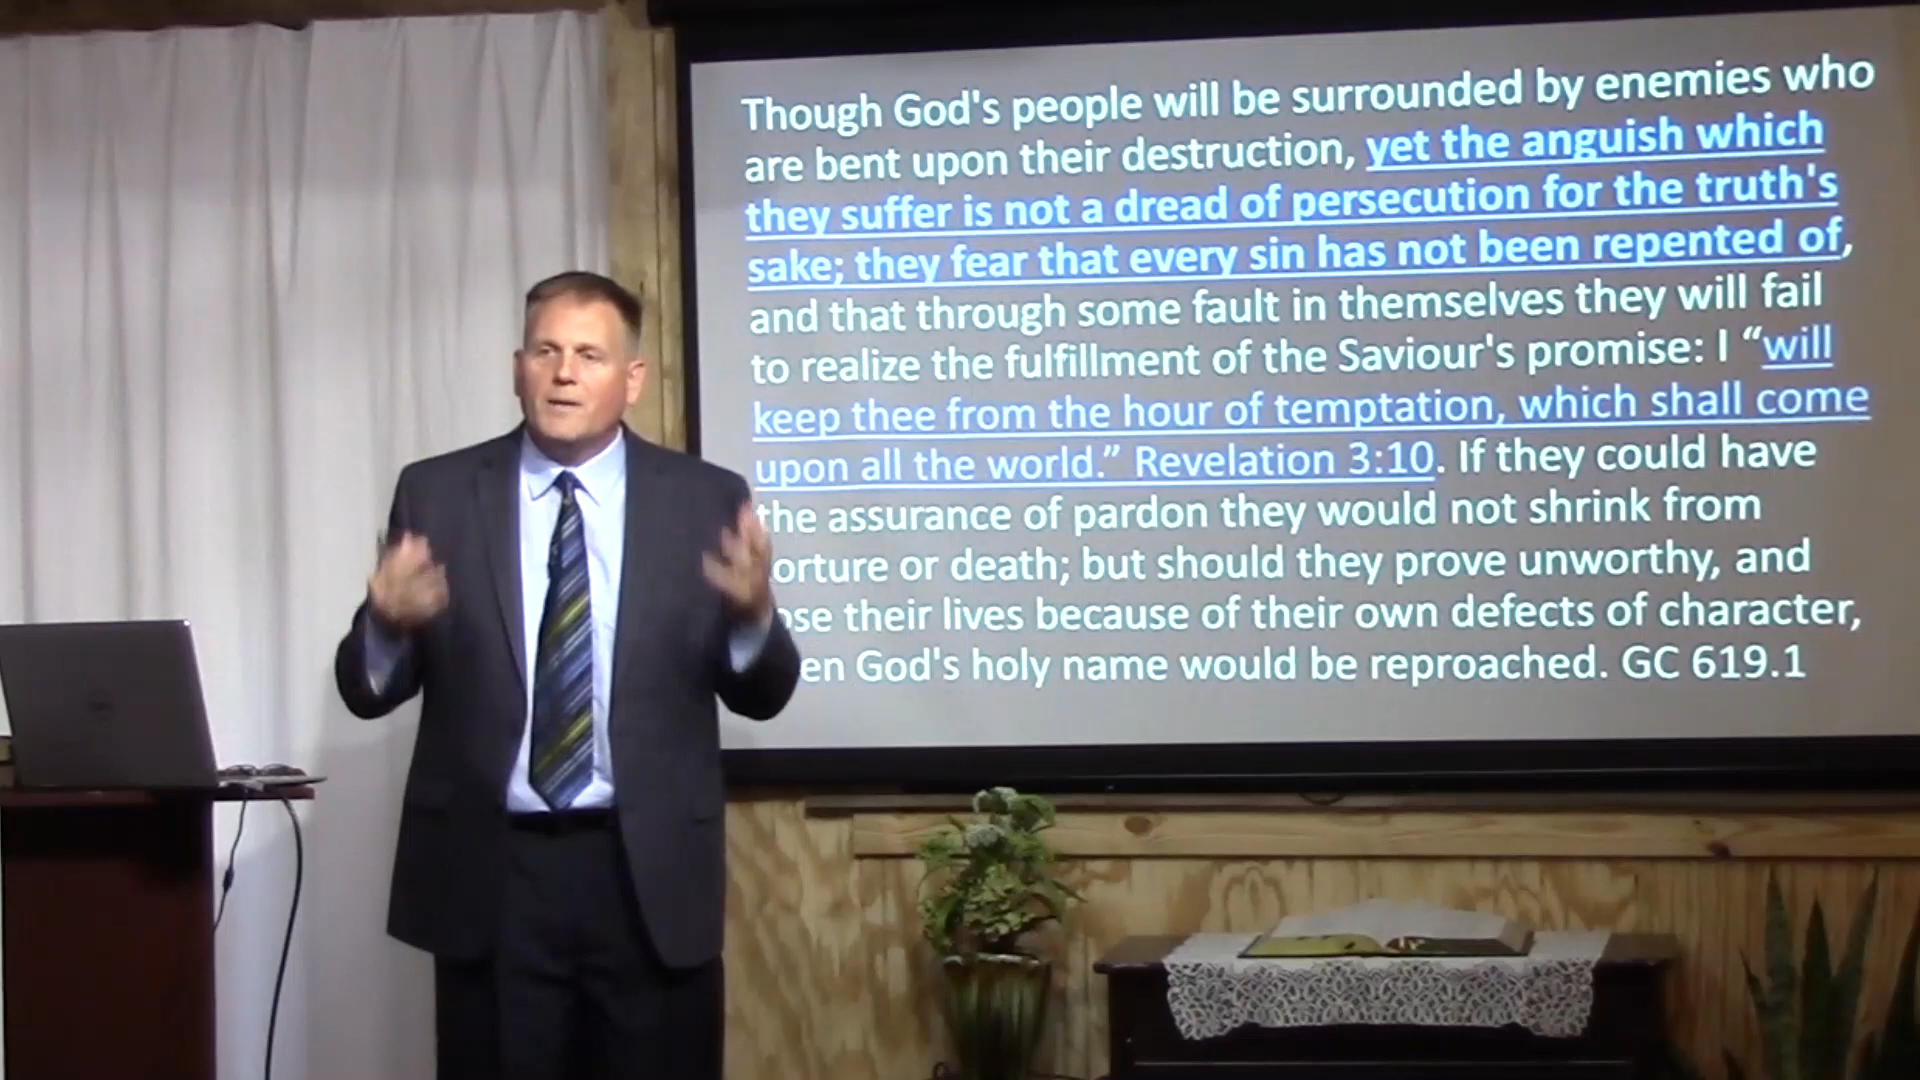 Though God's people will be surrounded by enemies who
are bent upon their destruction, yet the anguish which
they suffer is not a dread of persecution for the truth's
sake; they fear that every sin has not been repented of,
and that through some fault in themselves they will fail
to realize the fulfillment of the Saviour's promise: I “will
keep thee from the hour of temptation, which shall come
upon all the world.” Revelation 3:10. If they could have
the assurance of pardon they would not shrink from
orture or death; but should they prove unworthy, and
ose their lives because of their own defects of character,
en God's holy name would be reproached. GC 619.1